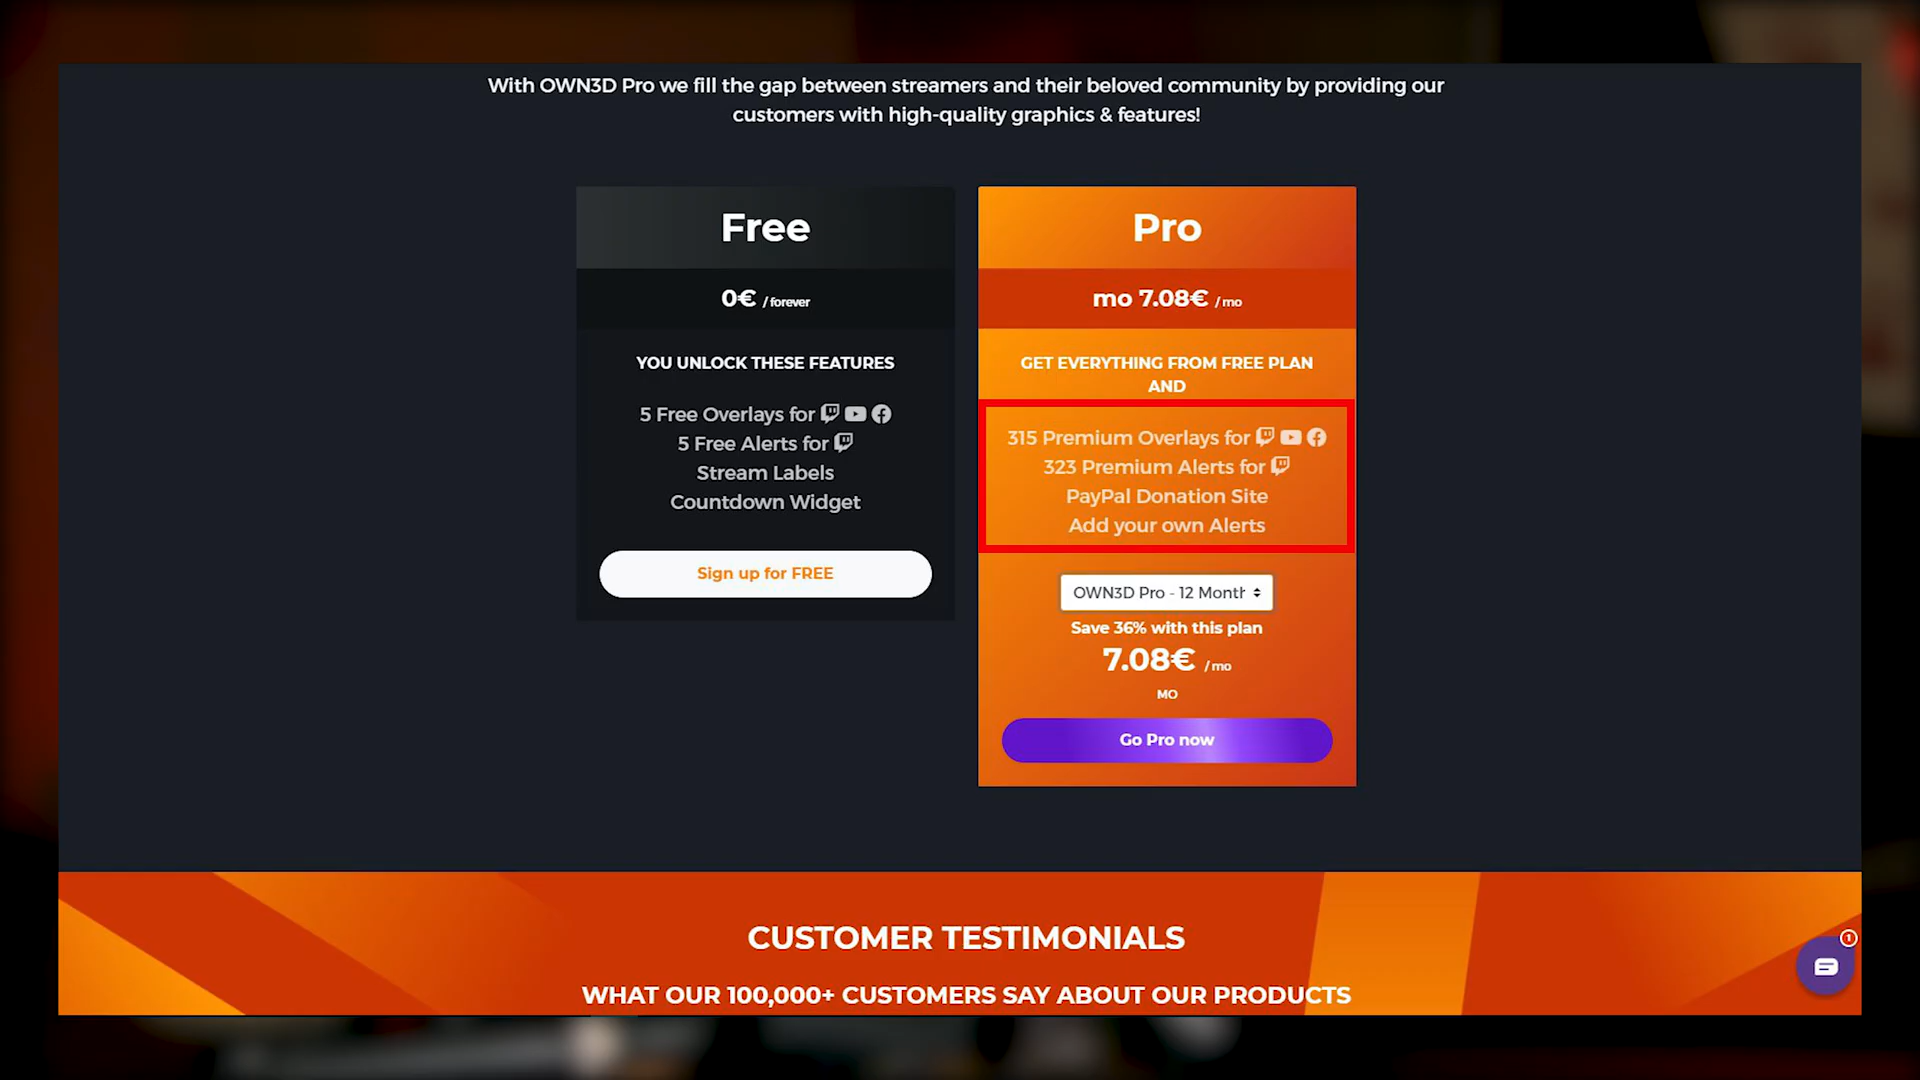 With OWN3D Pro we fill the gap between streamers and their beloved community by providing our
customers with high-quality graphics & features!
Free
0€ /forever
YOU UNLOCK THESE FEATURES
5 Free Overlays for
5 Free Alerts for
Stream Labels
Countdown Widget
Sign up for FREE
Pro
mo 7.08€ /mo
GET EVERYTHING FROM FREE PLAN
AND
315 Premium Overlays for
323 Premium Alerts for
PayPal Donation Site
Add your own Alerts
OWN3D Pro - 12 Month
Save 36% with this plan
7.08€ /mo
MO
Go Pro now
CUSTOMER TESTIMONIALS
1
WHAT OUR 100,000+ CUSTOMERS SAY ABOUT OUR PRODUCTS